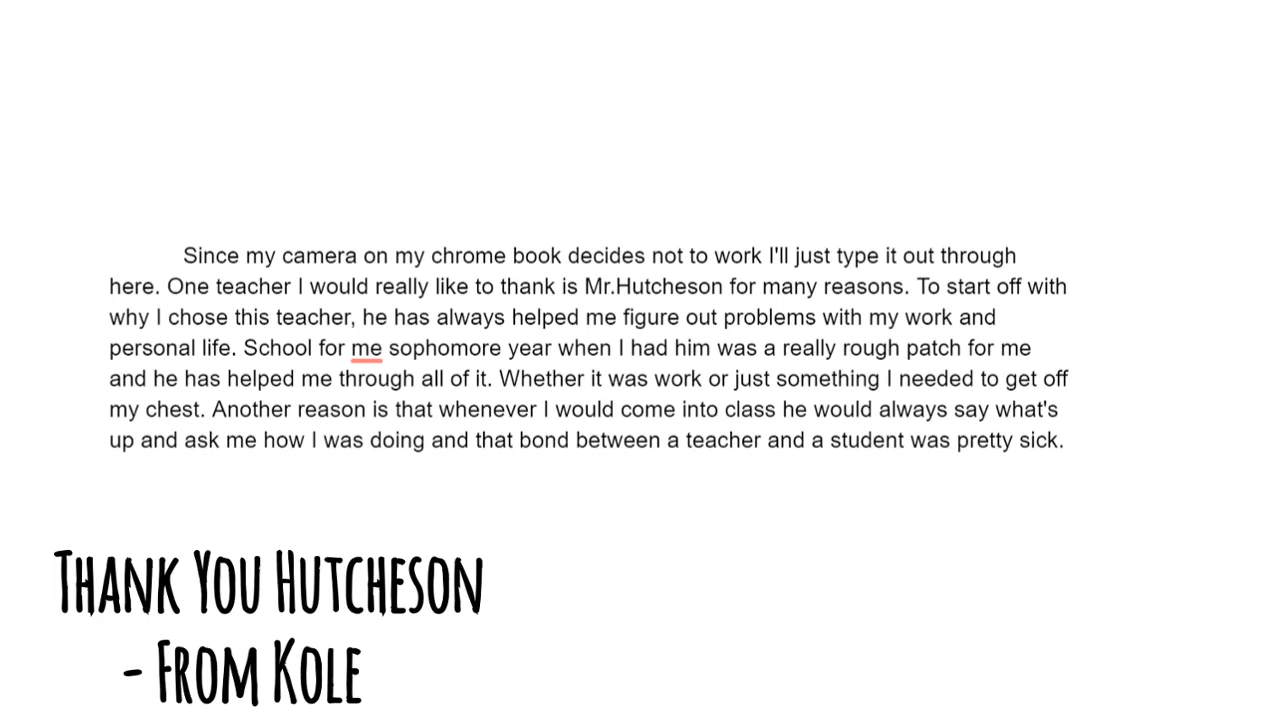 Since my camera on my chrome book decides not to work I'll just type it out through
here. One teacher I would really like to thank is Mr.Hutcheson for many reasons. To start off with
why I chose this teacher, he has always helped me figure out problems with my work and
personal life. School for me sophomore year when I had him was a really rough patch for me
and he has helped me through all of it. Whether it was work or just something I needed to get off
my chest. Another reason is that whenever I would come into class he would always say what's
up and ask me how I was doing and that bond between a teacher and a student was pretty sick.
Thank You Hutcheson
- From Kole